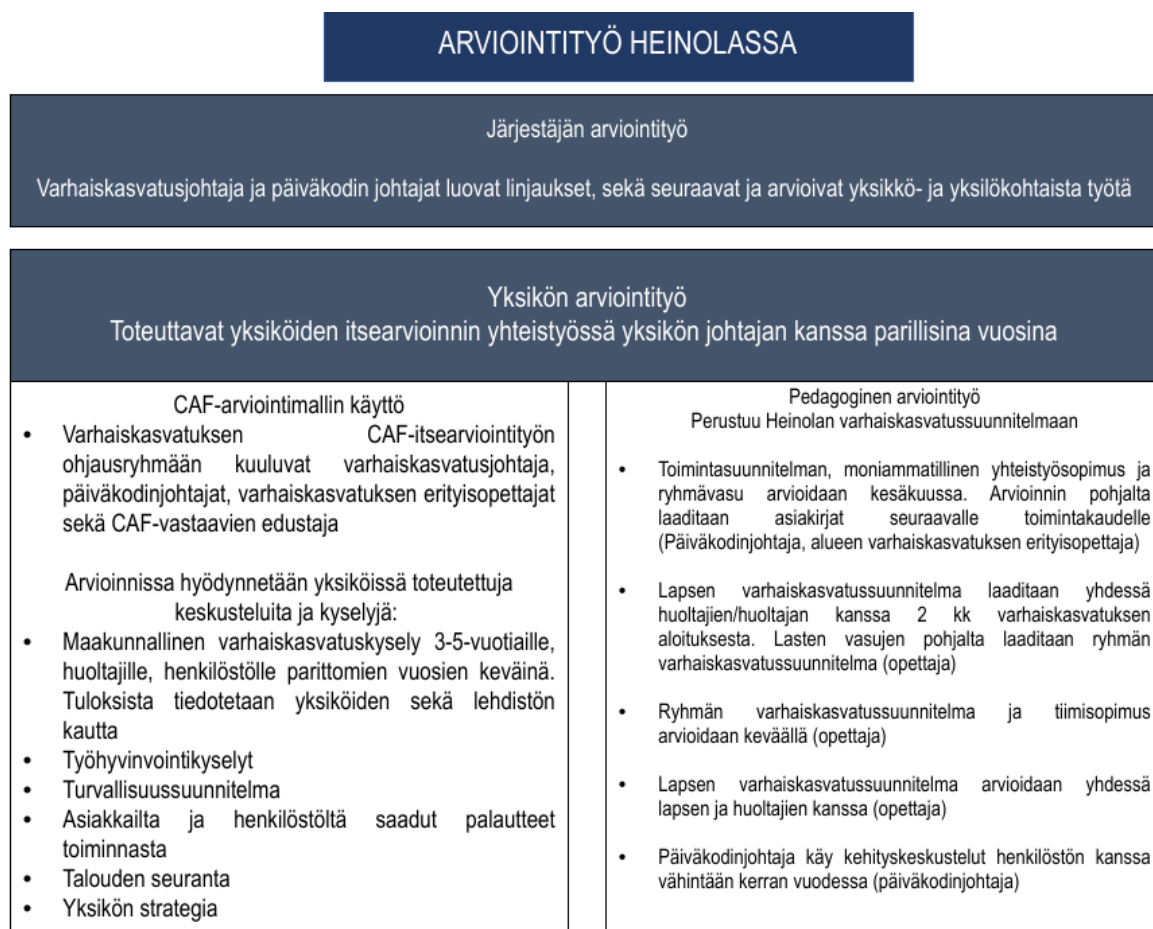 ARVIOINTITYÖ HEINOLASSA
Järjestäjän arviointityö
Varhaiskasvatusjohtaja ja päiväkodin johtajat luovat linjaukset, sekä seuraavat ja arvioivat yksikkö- ja yksilökohtaista työtä
Yksikön arviointityö
Toteuttavat yksiköiden itsearvioinnin yhteistyössä yksikön johtajan kanssa parillisina vuosina
CAF-arviointimallin käyttö
• Varhaiskasvatuksen CAF-itsearviointityön
ohjausryhmään kuuluvat varhaiskasvatusjohtaja,
päiväkodinjohtajat, varhaiskasvatuksen erityisopettajat
sekä CAF-vastaavien edustaja
Arvioinnissa hyödynnetään yksiköissä toteutettuja
keskusteluita ja kyselyjä:
• Maakunnallinen varhaiskasvatuskysely 3-5-vuotiaille,
huoltajille, henkilöstölle parittomien vuosien keväinä.
Tuloksista tiedotetaan yksiköiden sekä lehdistön
kautta
• Työhyvinvointikyselyt
• Turvallisuussuunnitelma
• Asiakkailta ja henkilöstöltä saadut palautteet
toiminnasta
• Talouden seuranta
• Yksikön strategia
Pedagoginen arviointityö
Perustuu Heinolan varhaiskasvatussuunnitelmaan
• Toimintasuunnitelman, moniammatillinen yhteistyösopimus ja
ryhmävasu arvioidaan kesäkuussa. Arvioinnin pohjalta
laaditaan asiakirjat seuraavalle toimintakaudelle
(Päiväkodinjohtaja, alueen varhaiskasvatuksen erityisopettaja)
• Lapsen varhaiskasvatussuunnitelma laaditaan yhdessä
huoltajien/huoltajan kanssa 2 kk varhaiskasvatuksen
aloituksesta. Lasten vasujen pohjalta laaditaan ryhmän
varhaiskasvatussuunnitelma (opettaja)
• Ryhmän varhaiskasvatussuunnitelma ja tiimisopimus
arvioidaan keväällä (opettaja)
• Lapsen varhaiskasvatussuunnitelma arvioidaan yhdessä
lapsen ja huoltajien kanssa (opettaja)
• Päiväkodinjohtaja käy kehityskeskustelut henkilöstön kanssa
vähintään kerran vuodessa (päiväkodinjohtaja)